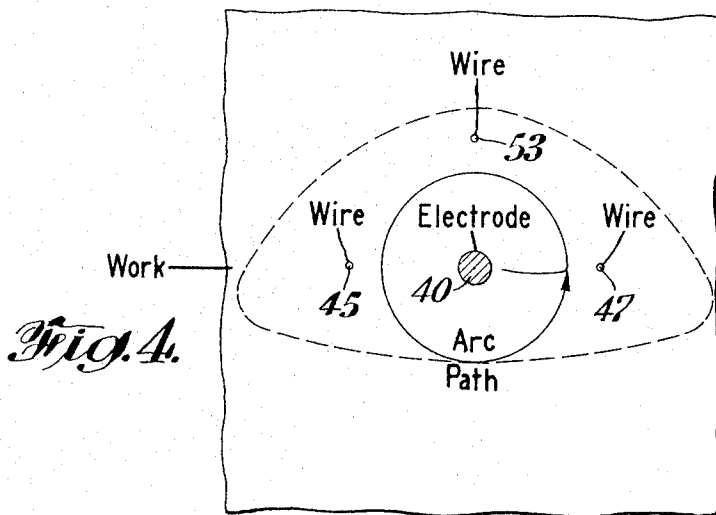 Wire
53
Wire
Electrode
Wire
Work
45
40
47
Fig. 4.
Arc
Path